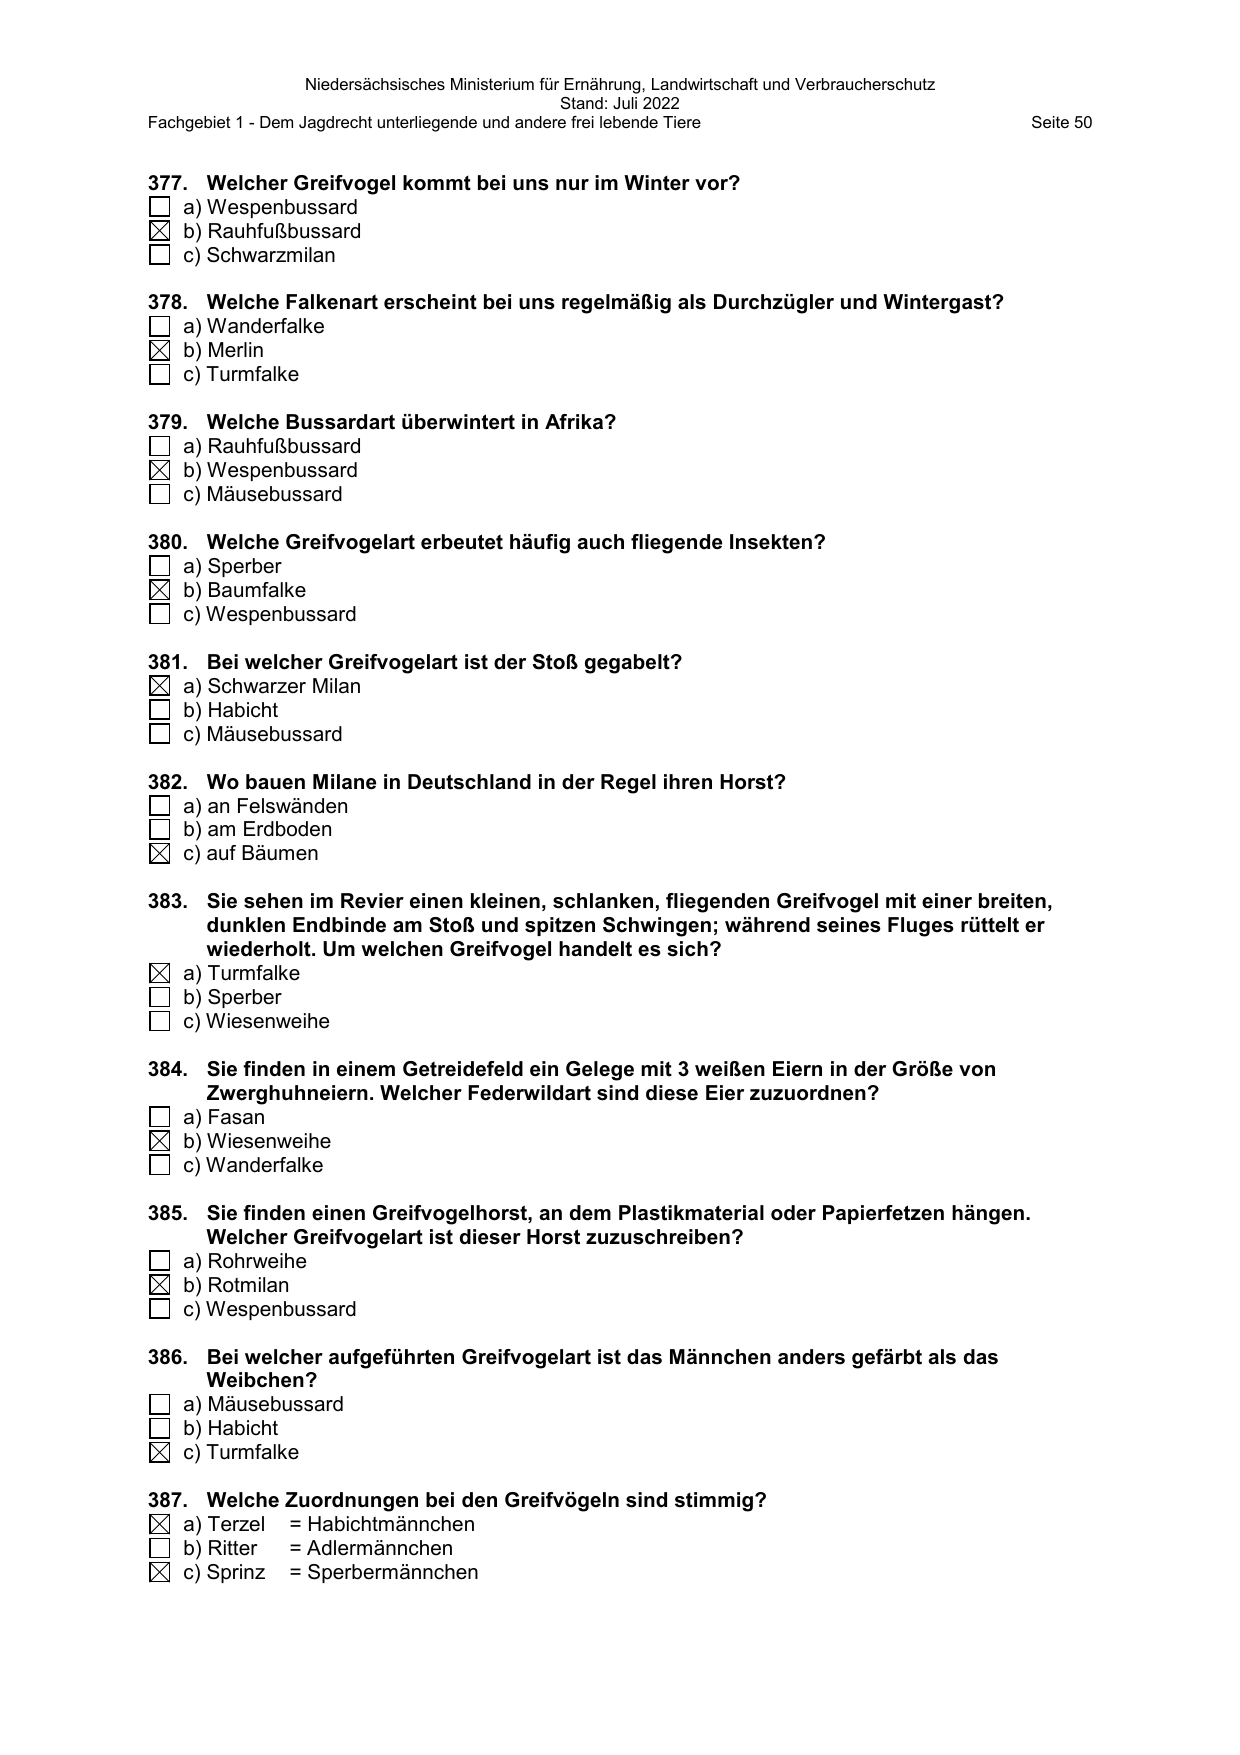 Niedersächsisches Ministerium für Ernährung, Landwirtschaft und Verbraucherschutz
Stand: Juli 2022
Fachgebiet 1 - Dem Jagdrecht unterliegende und andere frei lebende Tiere Seite 50
377. Welcher Greifvogel kommt bei uns nur im Winter vor?
☐ a) Wespenbussard
☒ b) Rauhfußbussard
☐ c) Schwarzmilan
378. Welche Falkenart erscheint bei uns regelmäßig als Durchzügler und Wintergast?
☐ a) Wanderfalke
☒ b) Merlin
☐ c) Turmfalke
379. Welche Bussardart überwintert in Afrika?
☐ a) Rauhfußbussard
☒ b) Wespenbussard
☐ c) Mäusebussard
380. Welche Greifvogelart erbeutet häufig auch fliegende Insekten?
☐ a) Sperber
☒ b) Baumfalke
☐ c) Wespenbussard
381. Bei welcher Greifvogelart ist der Stoß gegabelt?
☒ a) Schwarzer Milan
☐ b) Habicht
☐ c) Mäusebussard
382. Wo bauen Milane in Deutschland in der Regel ihren Horst?
☐ a) an Felswänden
☐ b) am Erdboden
☒ c) auf Bäumen
383. Sie sehen im Revier einen kleinen, schlanken, fliegenden Greifvogel mit einer breiten,
dunklen Endbinde am Stoß und spitzen Schwingen; während seines Fluges rüttelt er
wiederholt. Um welchen Greifvogel handelt es sich?
☒ a) Turmfalke
☐ b) Sperber
☐ c) Wiesenweihe
384. Sie finden in einem Getreidefeld ein Gelege mit 3 weißen Eiern in der Größe von
Zwerghuhneiern. Welcher Federwildart sind diese Eier zuzuordnen?
☐ a) Fasan
☒ b) Wiesenweihe
☐ c) Wanderfalke
385. Sie finden einen Greifvogelhorst, an dem Plastikmaterial oder Papierfetzen hängen.
Welcher Greifvogelart ist dieser Horst zuzuschreiben?
☐ a) Rohrweihe
☒ b) Rotmilan
☐ c) Wespenbussard
386. Bei welcher aufgeführten Greifvogelart ist das Männchen anders gefärbt als das
Weibchen?
☐ a) Mäusebussard
☐ b) Habicht
☒ c) Turmfalke
387. Welche Zuordnungen bei den Greifvögeln sind stimmig?
☒ a) Terzel = Habichtmännchen
☐ b) Ritter = Adlermännchen
☒ c) Sprinz = Sperbermännchen